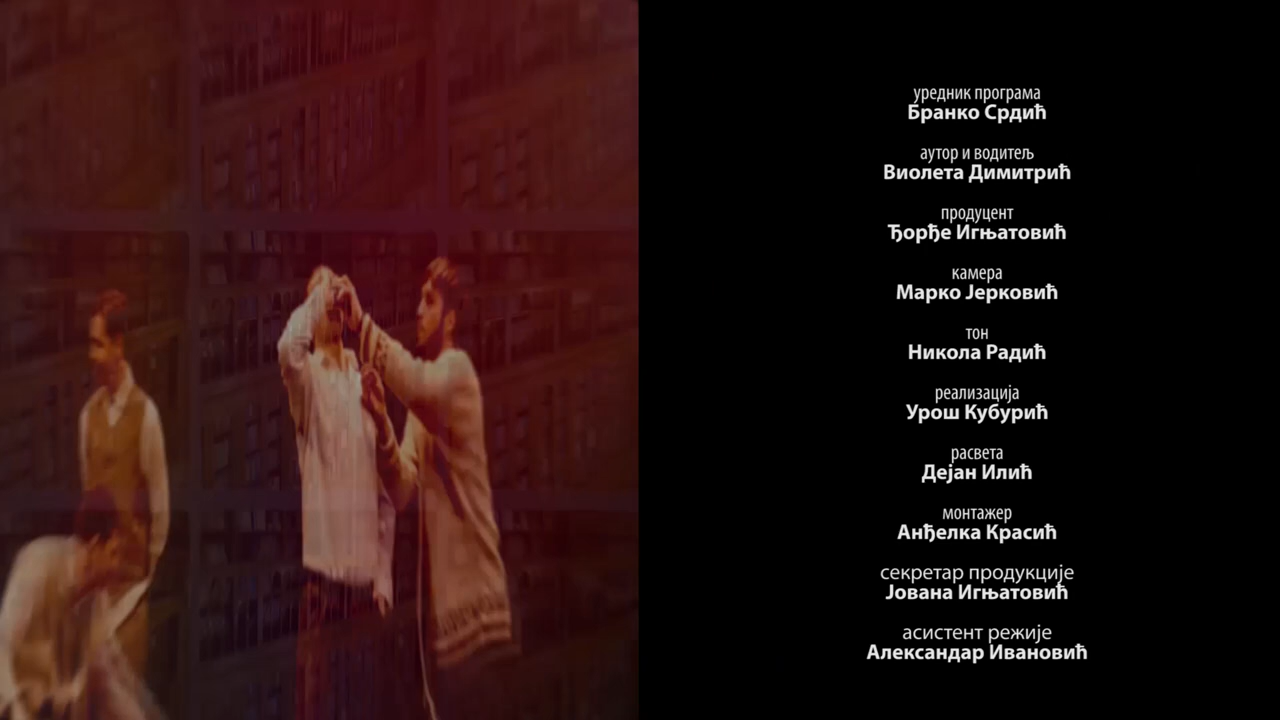 уредник програма
Бранко Срдић
аутор и водитељ
Виолета Димитрић
продуцент
Ђорђе Игњатовић
камера
Марко Јерковић
тон
Никола Радић
реализација
Урош Кубурић
расвета
Дејан Илић
монтажер
Анђелка Красић
секретар продукције
Јована Игњатовић
асистент режије
Александар Ивановић